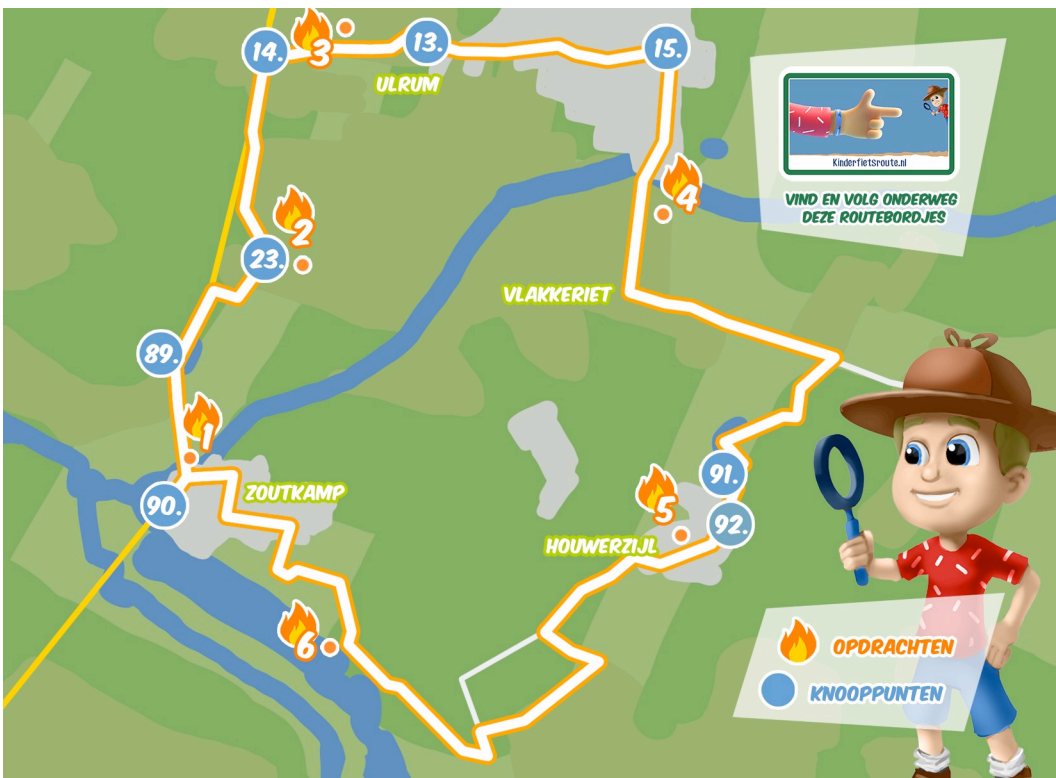 14.
3
13.
15.
ULRUM
Kinderfietsroute.nl
VIND EN VOLG ONDERWEG
DEZE ROUTEBORDJES
4
2
23.
VLAKKERIET
89.
1
90.
ZOUTKAMP
91.
5
92.
HOUWERZIJL
6
OPDRACHTEN
KNOOPPUNTEN